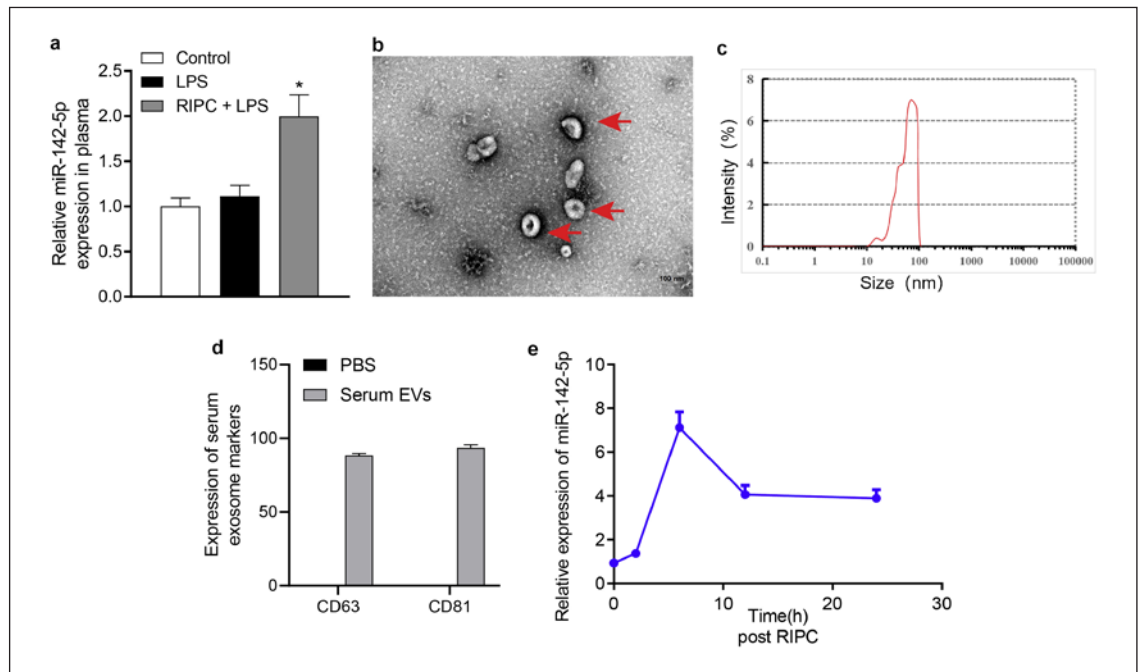 a
Control
LPS
RIPC + LPS
Relative miR-142-5p
expression in plasma
2.5
2.0
1.5
1.0
0.5
0.0
*
b
100 nm
c
Intensity (%)
8
6
4
2
0
0.1 1 10 100 1000 10000 100000
Size (nm)
d
PBS
Serum EVs
Expression of serum
exosome markers
150
100
50
0
CD63 CD81
e
Relative expression of miR-142-5p
10
8
6
4
2
0
0 10 20 30
Time(h)
post RIPC